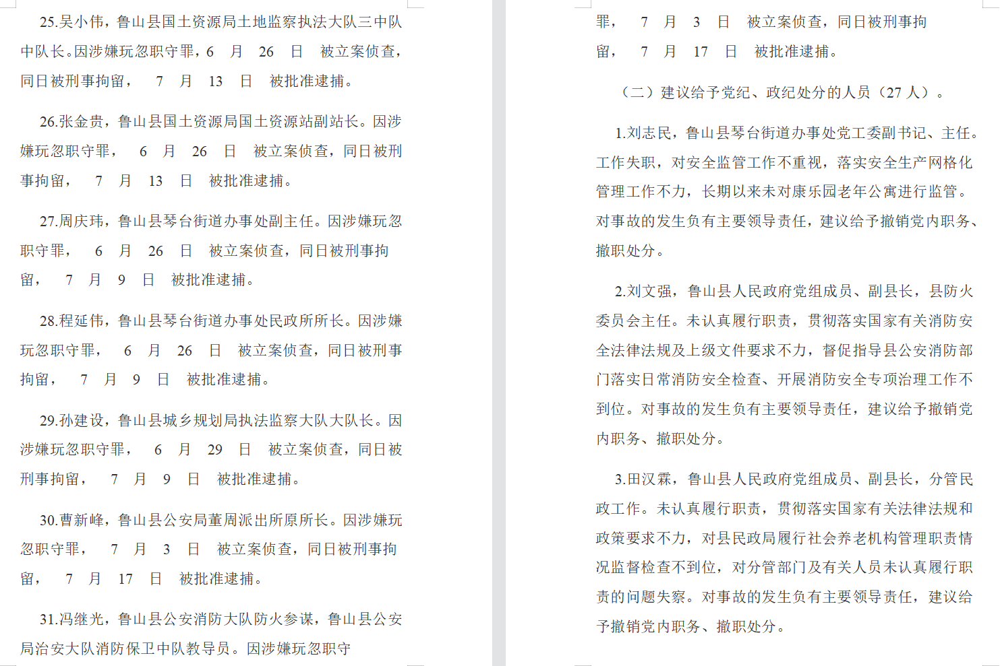 25.吴小伟，鲁山县国土资源局土地监察执法大队三中队
中队长。因涉嫌玩忽职守罪，6 月 26 日 被立案侦查，
同日被刑事拘留， 7 月 13 日 被批准逮捕。
26.张金贵，鲁山县国土资源局国土资源站副站长。因涉
嫌玩忽职守罪， 6 月 26 日 被立案侦查，同日被刑
事拘留， 7 月 13 日 被批准逮捕。
27.周庆玮，鲁山县琴台街道办事处副主任。因涉嫌玩忽
职守罪， 6 月 26 日 被立案侦查，同日被刑事拘
留， 7 月 9 日 被批准逮捕。
28.程延伟，鲁山县琴台街道办事处民政所所长。因涉嫌
玩忽职守罪， 6 月 26 日 被立案侦查，同日被刑事
拘留， 7 月 9 日 被批准逮捕。
29.孙建设，鲁山县城乡规划局执法监察大队大队长。因
涉嫌玩忽职守罪， 6 月 29 日 被立案侦查，同日被
刑事拘留， 7 月 9 日 被批准逮捕。
30.曹新峰，鲁山县公安局董周派出所原所长。因涉嫌玩
忽职守罪， 7 月 3 日 被立案侦查，同日被刑事拘
留， 7 月 17 日 被批准逮捕。
31.冯继光，鲁山县公安消防大队防火参谋，鲁山县公安
局治安大队消防保卫中队教导员。因涉嫌玩忽职守
罪， 7 月 3 日 被立案侦查，同日被刑事拘
留， 7 月 17 日 被批准逮捕。
（二）建议给予党纪、政纪处分的人员（27 人）。
1.刘志民，鲁山县琴台街道办事处党工委副书记、主任。
工作失职，对安全监管工作不重视，落实安全生产网格化
管理工作不力，长期以来未对康乐园老年公寓进行监管。
对事故的发生负有主要领导责任，建议给予撤销党内职务、
撤职处分。
2.刘文强，鲁山县人民政府党组成员、副县长，县防火
委员会主任。未认真履行职责，贯彻落实国家有关消防安
全法律法规及上级文件要求不力，督促指导县公安消防部
门落实日常消防安全检查、开展消防安全专项治理工作不
到位。对事故的发生负有主要领导责任，建议给予撤销党
内职务、撤职处分。
3.田汉霖，鲁山县人民政府党组成员、副县长，分管民
政工作。未认真履行职责，贯彻落实国家有关法律法规和
政策要求不力，对县民政局履行社会养老机构管理职责情
况监督检查不到位，对分管部门及有关人员未认真履行职
责的问题失察。对事故的发生负有主要领导责任，建议给
予撤销党内职务、撤职处分。